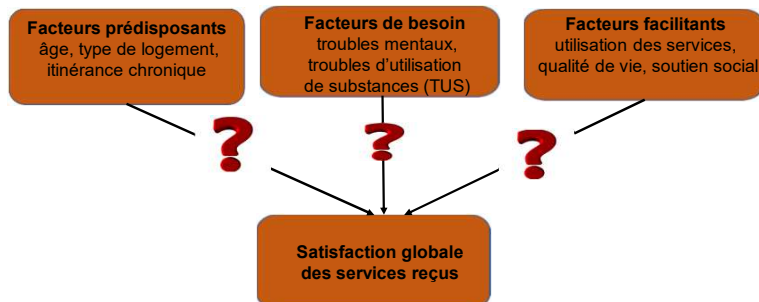 Facteurs prédisposants
âge, type de logement,
itinérance chronique
Facteurs de besoin
troubles mentaux,
troubles d'utilisation
de substances (TUS)
Facteurs facilitants
utilisation des services,
qualité de vie, soutien social
?
?
?
Satisfaction globale
des services reçus